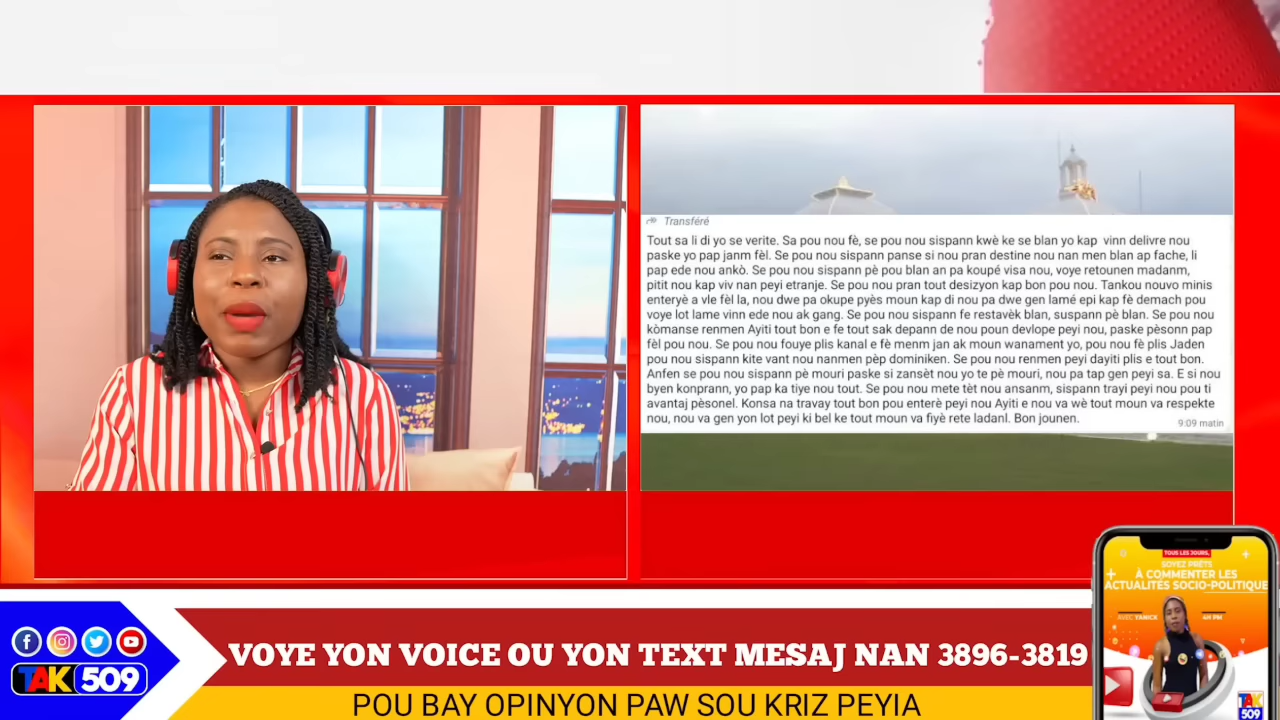 Transféré
Tout sa li di yo se verite. Sa pou nou fè, se pou nou sispann kwè ke se blan yo kap vinn delivre nou
paske yo pap janm fèl. Se pou nou sispann panse si nou pran destine nou nan men blan ap fache, li
pap ede nou ankò. Se pou nou sispann pè pou blan an pa koupé visa nou, voye retounen madanm,
pitit nou kap viv nan peyi etranje. Se pou nou pran tout desizyon kap bon pou nou. Tankou nouvo minis
enteryè a vle fèl la, nou dwe pa okupe pyès moun kap di nou pa dwe gen lamé epi kap fè demach pou
voye lot lame vinn ede nou ak gang. Se pou nou sispann fe restavèk blan, suspann pè blan. Se pou nou
kòmanse renmen Ayiti tout bon e fe tout sak depann de nou poun devlope peyi nou, paske pèsonn pap
fèl pou nou. Se pou nou fouye plis kanal e fè menm jan ak moun wanament yo, pou nou fè plis Jaden
pou nou sispann kite vant nou nanmen pèp dominiken. Se pou nou renmen peyi dayiti plis e tout bon.
Anfen se pou nou sispann pè mouri paske si zansèt nou yo te pè mouri, nou pa tap gen peyi sa. E si nou
byen konprann, yo pap ka tiye nou tout. Se pou nou mete tèt nou ansanm, sispann trayi peyi nou pou ti
avantaj pèsonel. Konsa na travay tout bon pou enterè peyi nou Ayiti e nou va wè tout moun va respekte
nou, nou va gen yon lot peyi ki bel ke tout moun va fiyè rete ladanl. Bon jounen.
9:09 matin
TOUS LES JOURS,
SOYEZ PRÊTS
À COMMENTER LES
ACTUALITÉS SOCIO-POLITIQUE
AVEC YANICK
4H PM
TAK
509
TAK 509
VOYE YON VOICE OU YON TEXT MESAJ NAN 3896-3819
POU BAY OPINYON PAW SOU KRIZ PEYIA